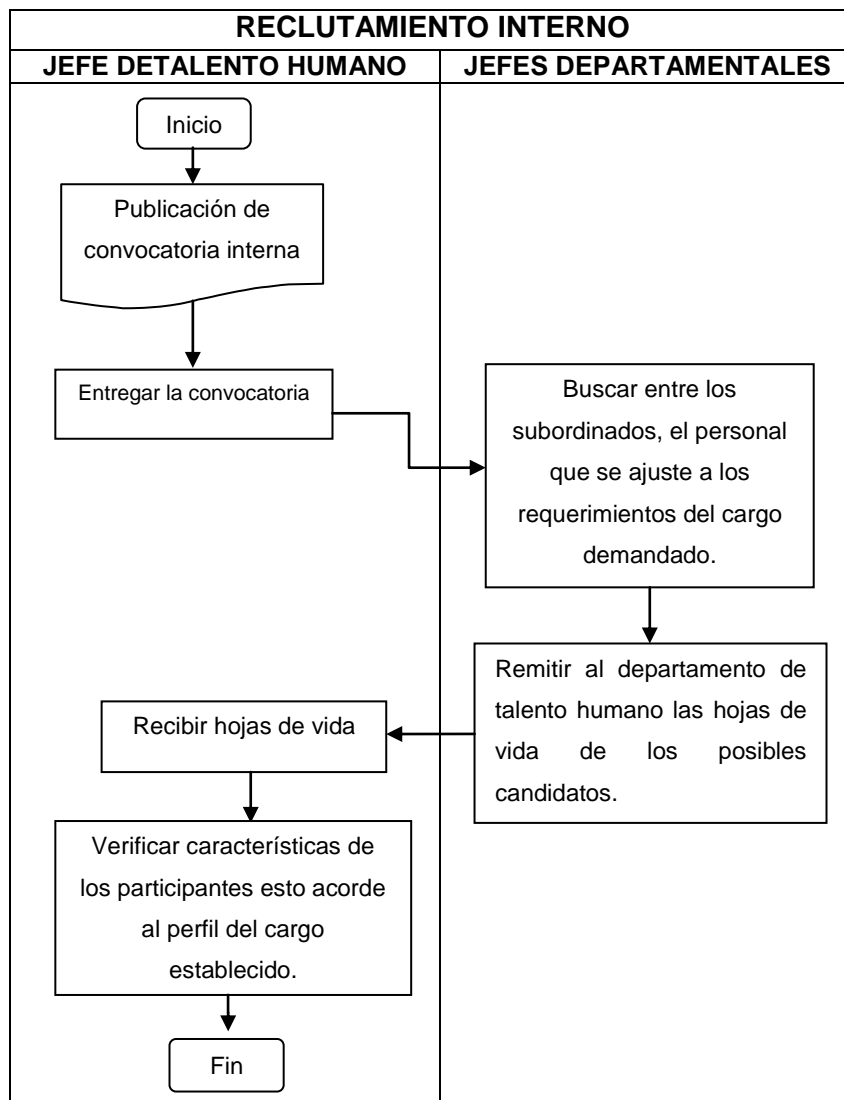 RECLUTAMIENTO INTERNO
JEFE DETALENTO HUMANO
JEFES DEPARTAMENTALES
Inicio
Publicación de
convocatoria interna
Entregar la convocatoria
Buscar entre los
subordinados, el personal
que se ajuste a los
requerimientos del cargo
demandado.
Remitir al departamento de
talento humano las hojas de
vida de los posibles
candidatos.
Recibir hojas de vida
Verificar características de
los participantes esto acorde
al perfil del cargo
establecido.
Fin